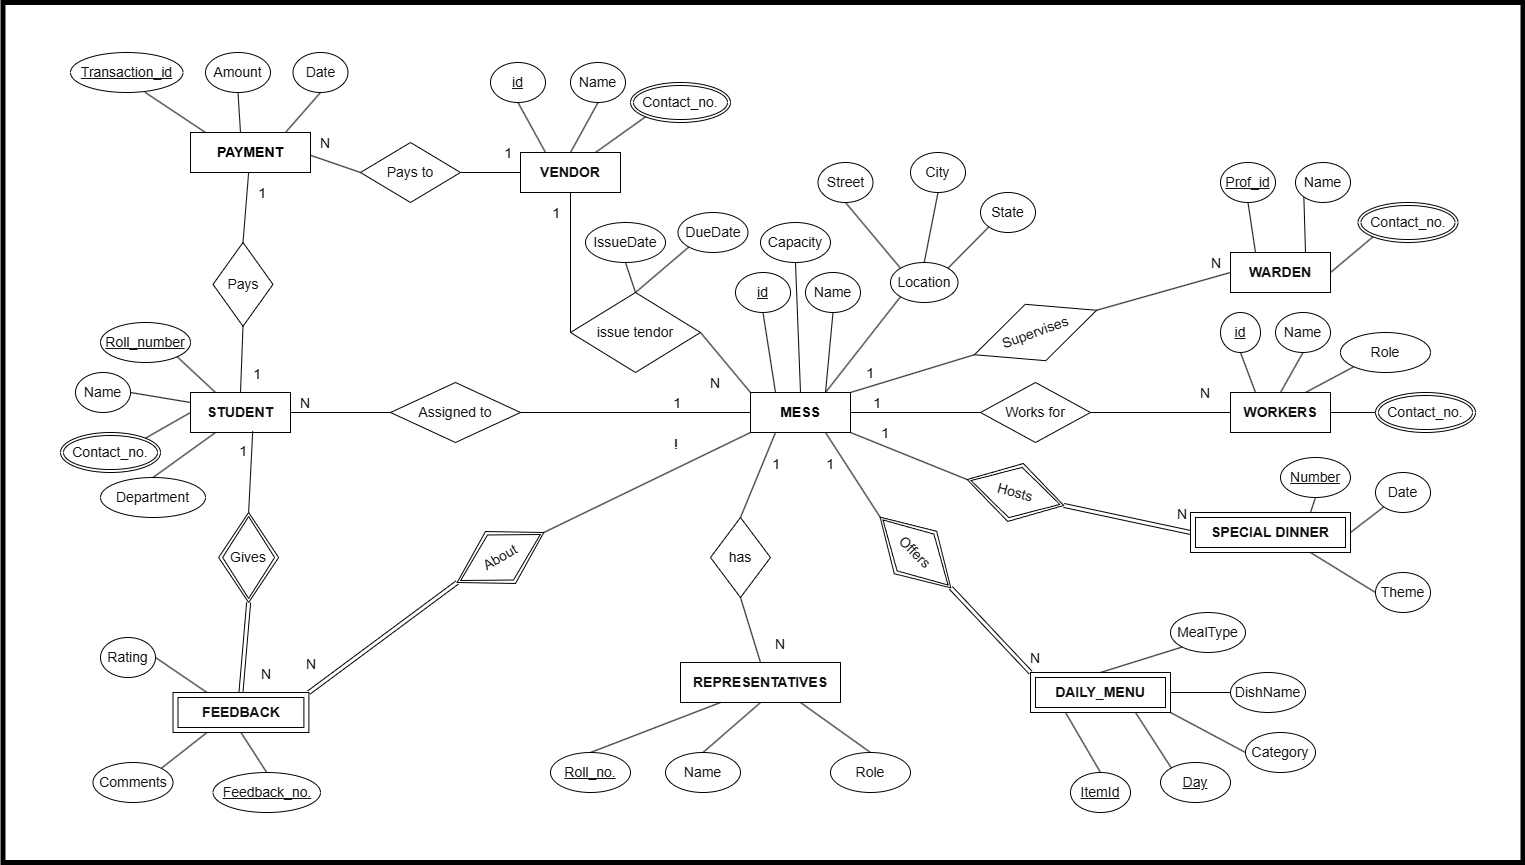 Transaction_id
Amount
Date
id
Name
Contact_no.
PAYMENT
N
Pays to
1
VENDOR
1
1
Street
City
State
Prof_id
Name
Contact_no.
IssueDate
DueDate
Capacity
Location
id
Name
N
WARDEN
Pays
issue tendor
Supervises
id
Name
Role
Roll_number
1
N
1
Name
STUDENT
N
Assigned to
1
MESS
1
Works for
N
WORKERS
Contact_no.
Contact_no.
1
!
1
1
1
Department
Hosts
Number
Date
N
SPECIAL DINNER
Gives
About
has
Offers
Theme
Rating
N
N
N
N
MealType
FEEDBACK
REPRESENTATIVES
DAILY_MENU
DishName
Category
Comments
Feedback_no.
Roll_no.
Name
Role
ItemId
Day